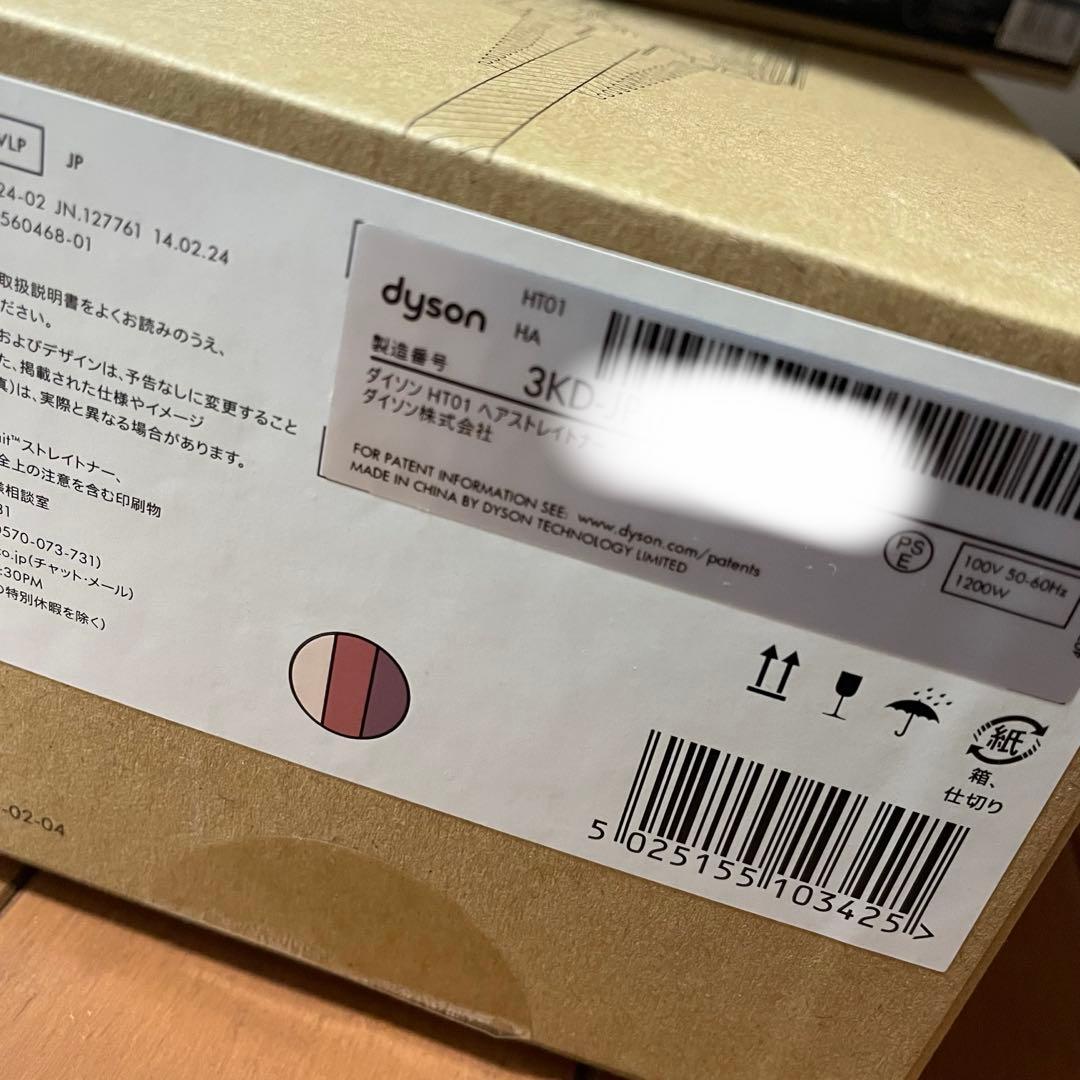 VLP
JP
24-02 JN.127761 14.02.24
560468-01
取扱説明書をよくお読みのうえ、
ださい。
およびデザインは、予告なしに変更すること
た、掲載された仕様やイメージ
真)は、実際と異なる場合があります。
it™ストレイトナー、
全上の注意を含む印刷物
様相談室
31
0570-073-731)
co.jp(チャット・メール)
:30PM
の特別休暇を除く)
dyson
HT01
HA
製造番号
3KD-J
ダイソン HT01 ヘアストレイトナー
ダイソン株式会社
FOR PATENT INFORMATION SEE: www.dyson.com/patents
MADE IN CHINA BY DYSON TECHNOLOGY LIMITED
PS
E
100V 50-60Hz
1200W
紙
箱、
仕切り
5 025155 103425 >
-02-04